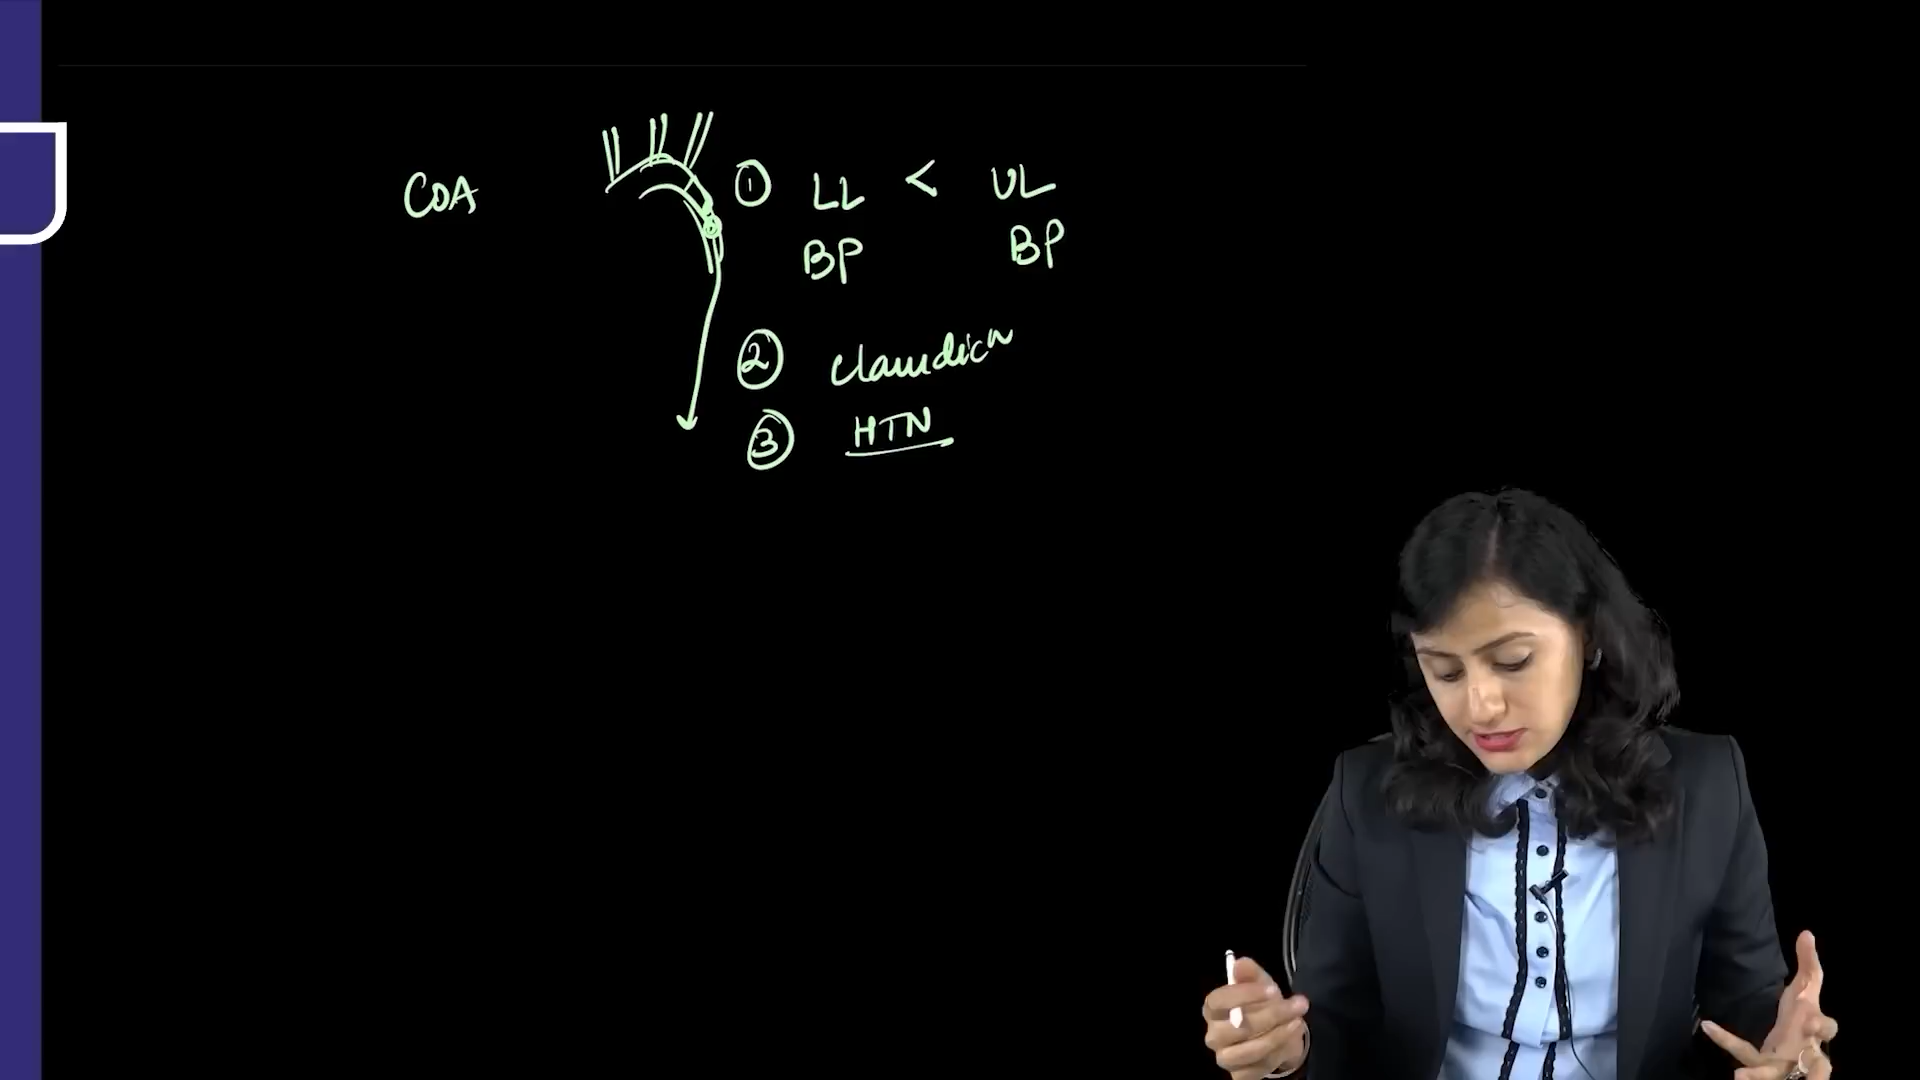 COA
① LL < UL
BP BP
② Claudicn
③ HTN